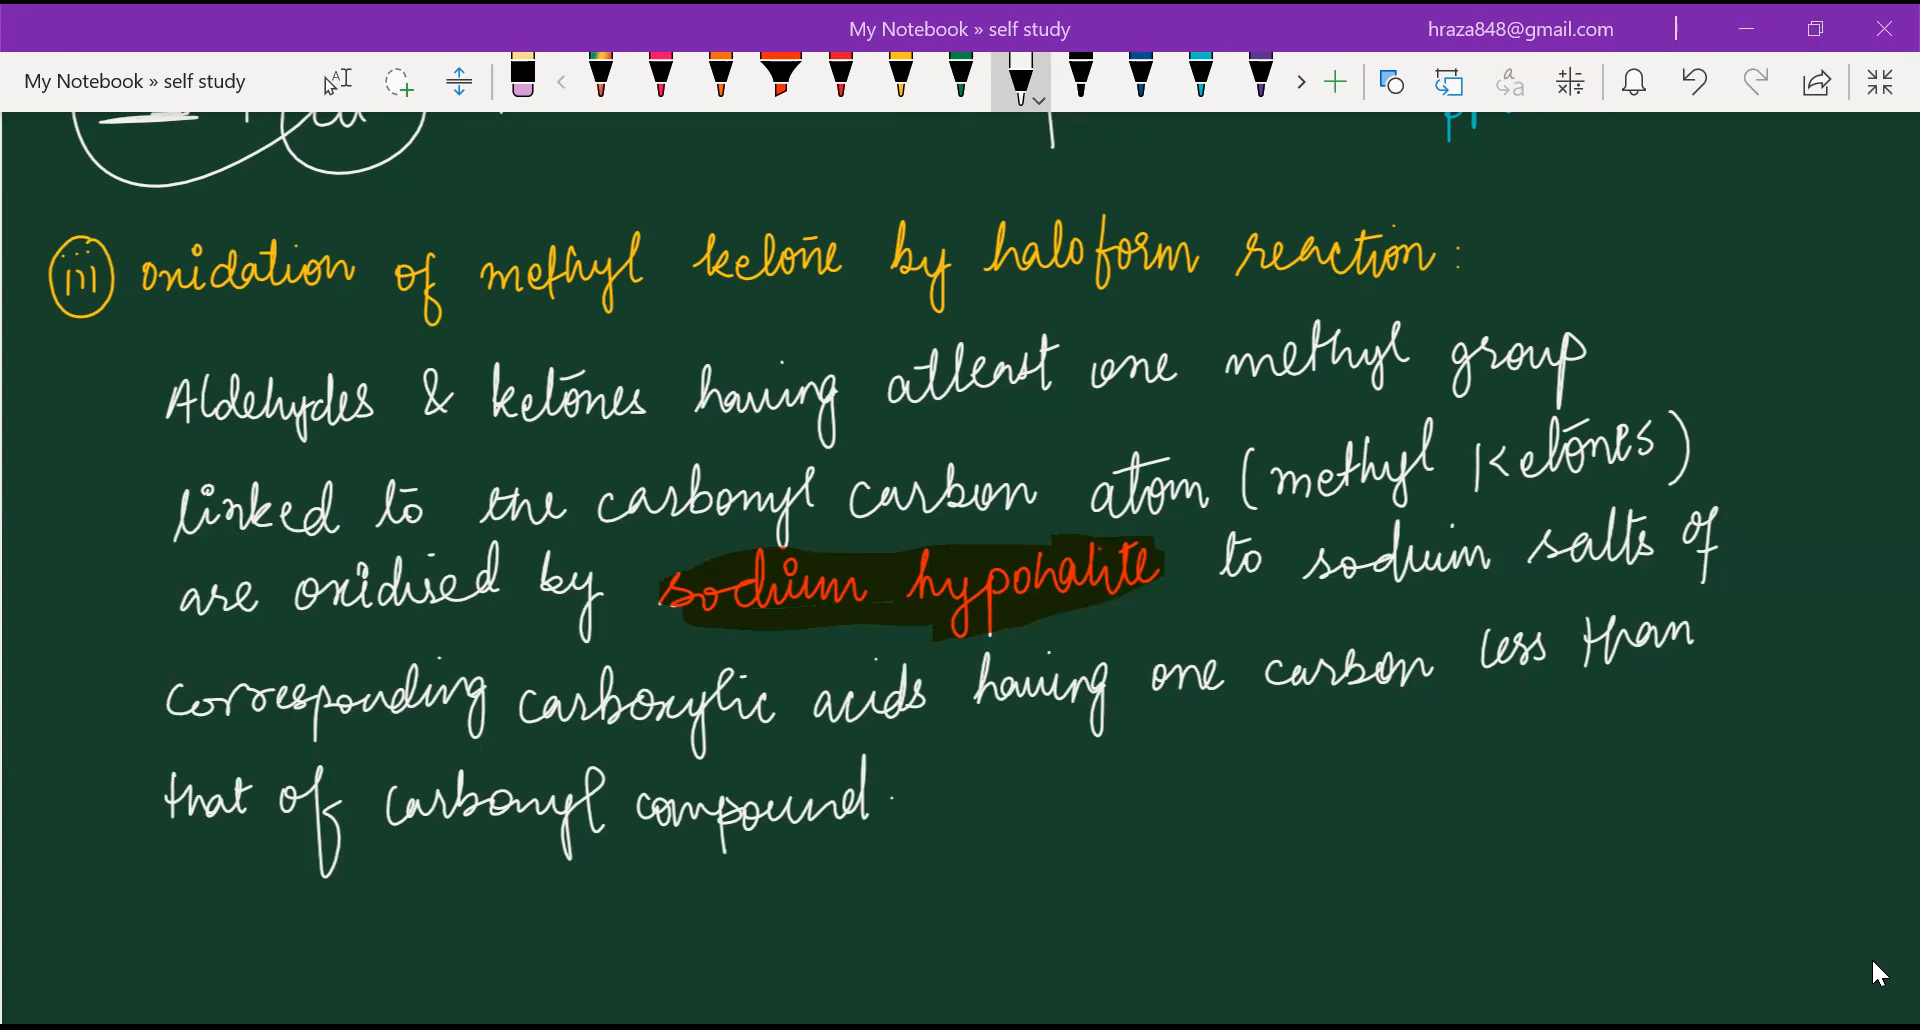 My Notebook » self study
hraza848@gmail.com
My Notebook » self study
(iii) oxidation of methyl ketone by haloform reaction:
Aldehydes & ketones having atleast one methyl group
linked to the carbonyl carbon atom (methyl Ketones)
are oxidised by sodium hypohalite to sodium salts of
corresponding carboxylic acids having one carbon less than
that of carbonyl compound.